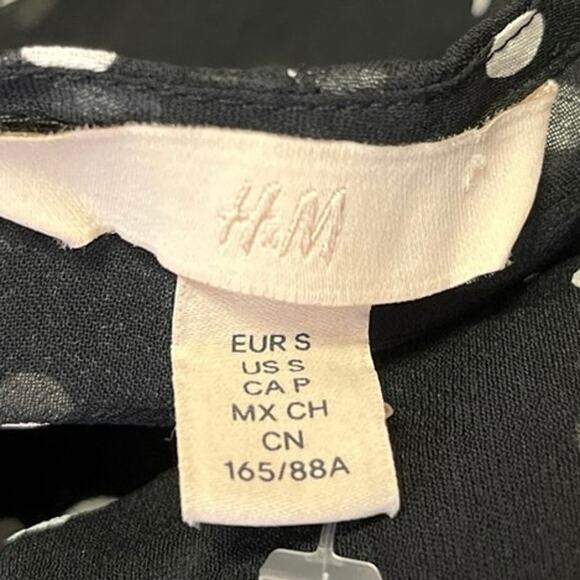 H&M
EUR S
US S
CA P
MX CH
CN
165/88A